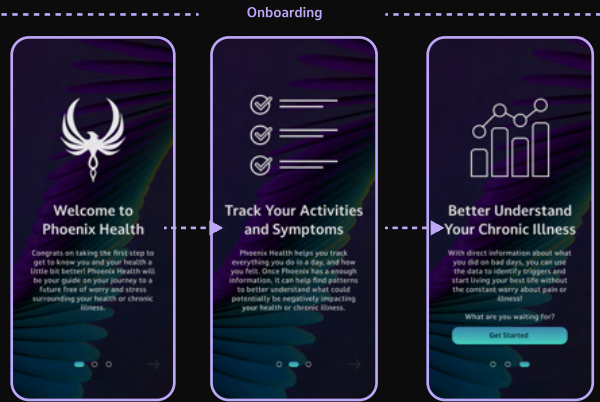 Onboarding
Welcome to
Phoenix Health
Congrats on taking the first step to
get to know you and your health a
little bit better! Phoenix Health will
be your guide on your journey to a
future free of worry and stress
surrounding your health or chronic
illness.
Track Your Activities
and Symptoms
Phoenix Health helps you track
everything you do in a day, and how
you felt. Once Phoenix has a enough
information, it can help find patterns
to better understand what could
potentially be negatively impacting
your health or chronic illness.
Better Understand
Your Chronic Illness
With direct information about what
you did on bad days, you can use
the data to identify triggers and
start living your best life without
the constant worry about pain or
illness!
What are you waiting for?
Get Started